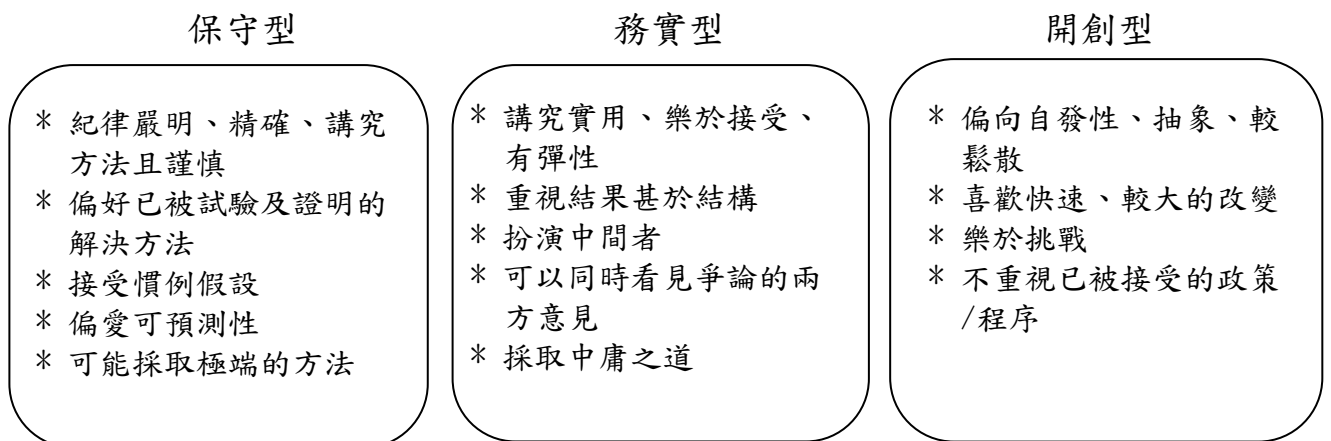 保守型
* 紀律嚴明、精確、講究
方法且謹慎
* 偏好已被試驗及證明的
解決方法
* 接受慣例假設
* 偏愛可預測性
* 可能採取極端的方法
務實型
* 講究實用、樂於接受、
有彈性
* 重視結果甚於結構
* 扮演中間者
* 可以同時看見爭論的兩
方意見
* 採取中庸之道
開創型
* 偏向自發性、抽象、較
鬆散
* 喜歡快速、較大的改變
* 樂於挑戰
* 不重視已被接受的政策
/程序